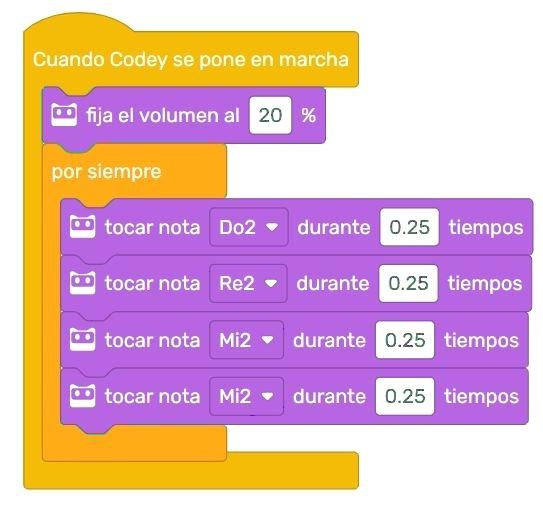 Cuando Codey se pone en marcha
fija el volumen al 20 %
por siempre
tocar nota Do2 durante 0.25 tiempos
tocar nota Re2 durante 0.25 tiempos
tocar nota Mi2 durante 0.25 tiempos
tocar nota Mi2 durante 0.25 tiempos